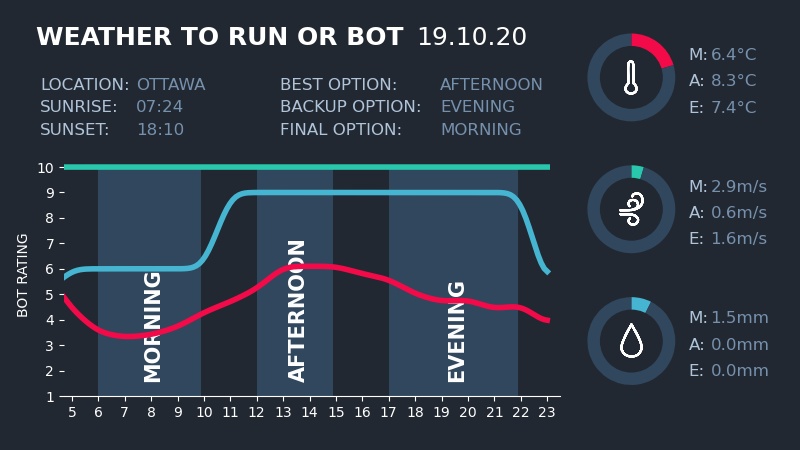 WEATHER TO RUN OR BOT 19.10.20
LOCATION: OTTAWA
SUNRISE: 07:24
SUNSET: 18:10
BEST OPTION: AFTERNOON
BACKUP OPTION: EVENING
FINAL OPTION: MORNING
M: 6.4°C
A: 8.3°C
E: 7.4°C
M: 2.9m/s
A: 0.6m/s
E: 1.6m/s
M: 1.5mm
A: 0.0mm
E: 0.0mm
BOT RATING
10
9
8
7
6
5
4
3
2
1
MORNING
AFTERNOON
EVENING
5 6 7 8 9 10 11 12 13 14 15 16 17 18 19 20 21 22 23